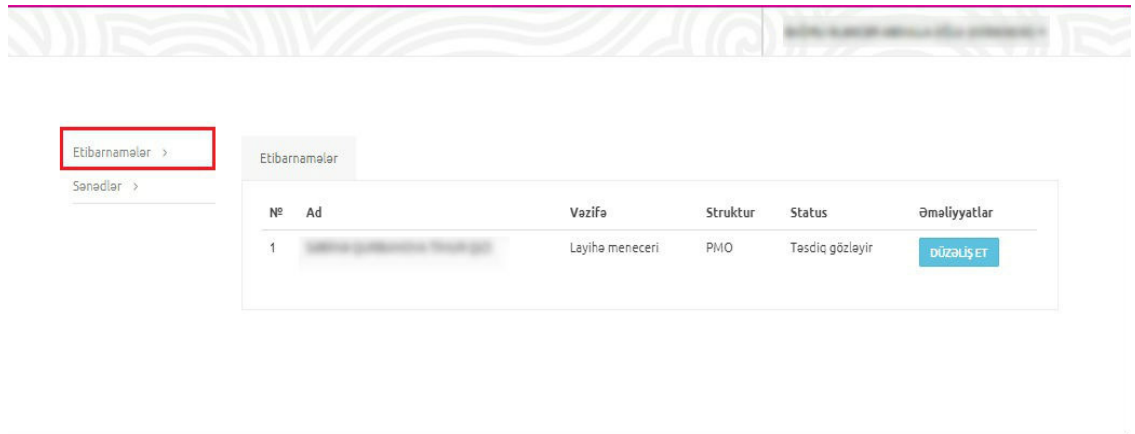 Etibarnamələr >
Sənədlər >
Etibarnamələr
№ Ad Vəzifə Struktur Status Əməliyyatlar
1 Layihə meneceri PMO Təsdiq gözləyir DÜZƏLİŞ ET